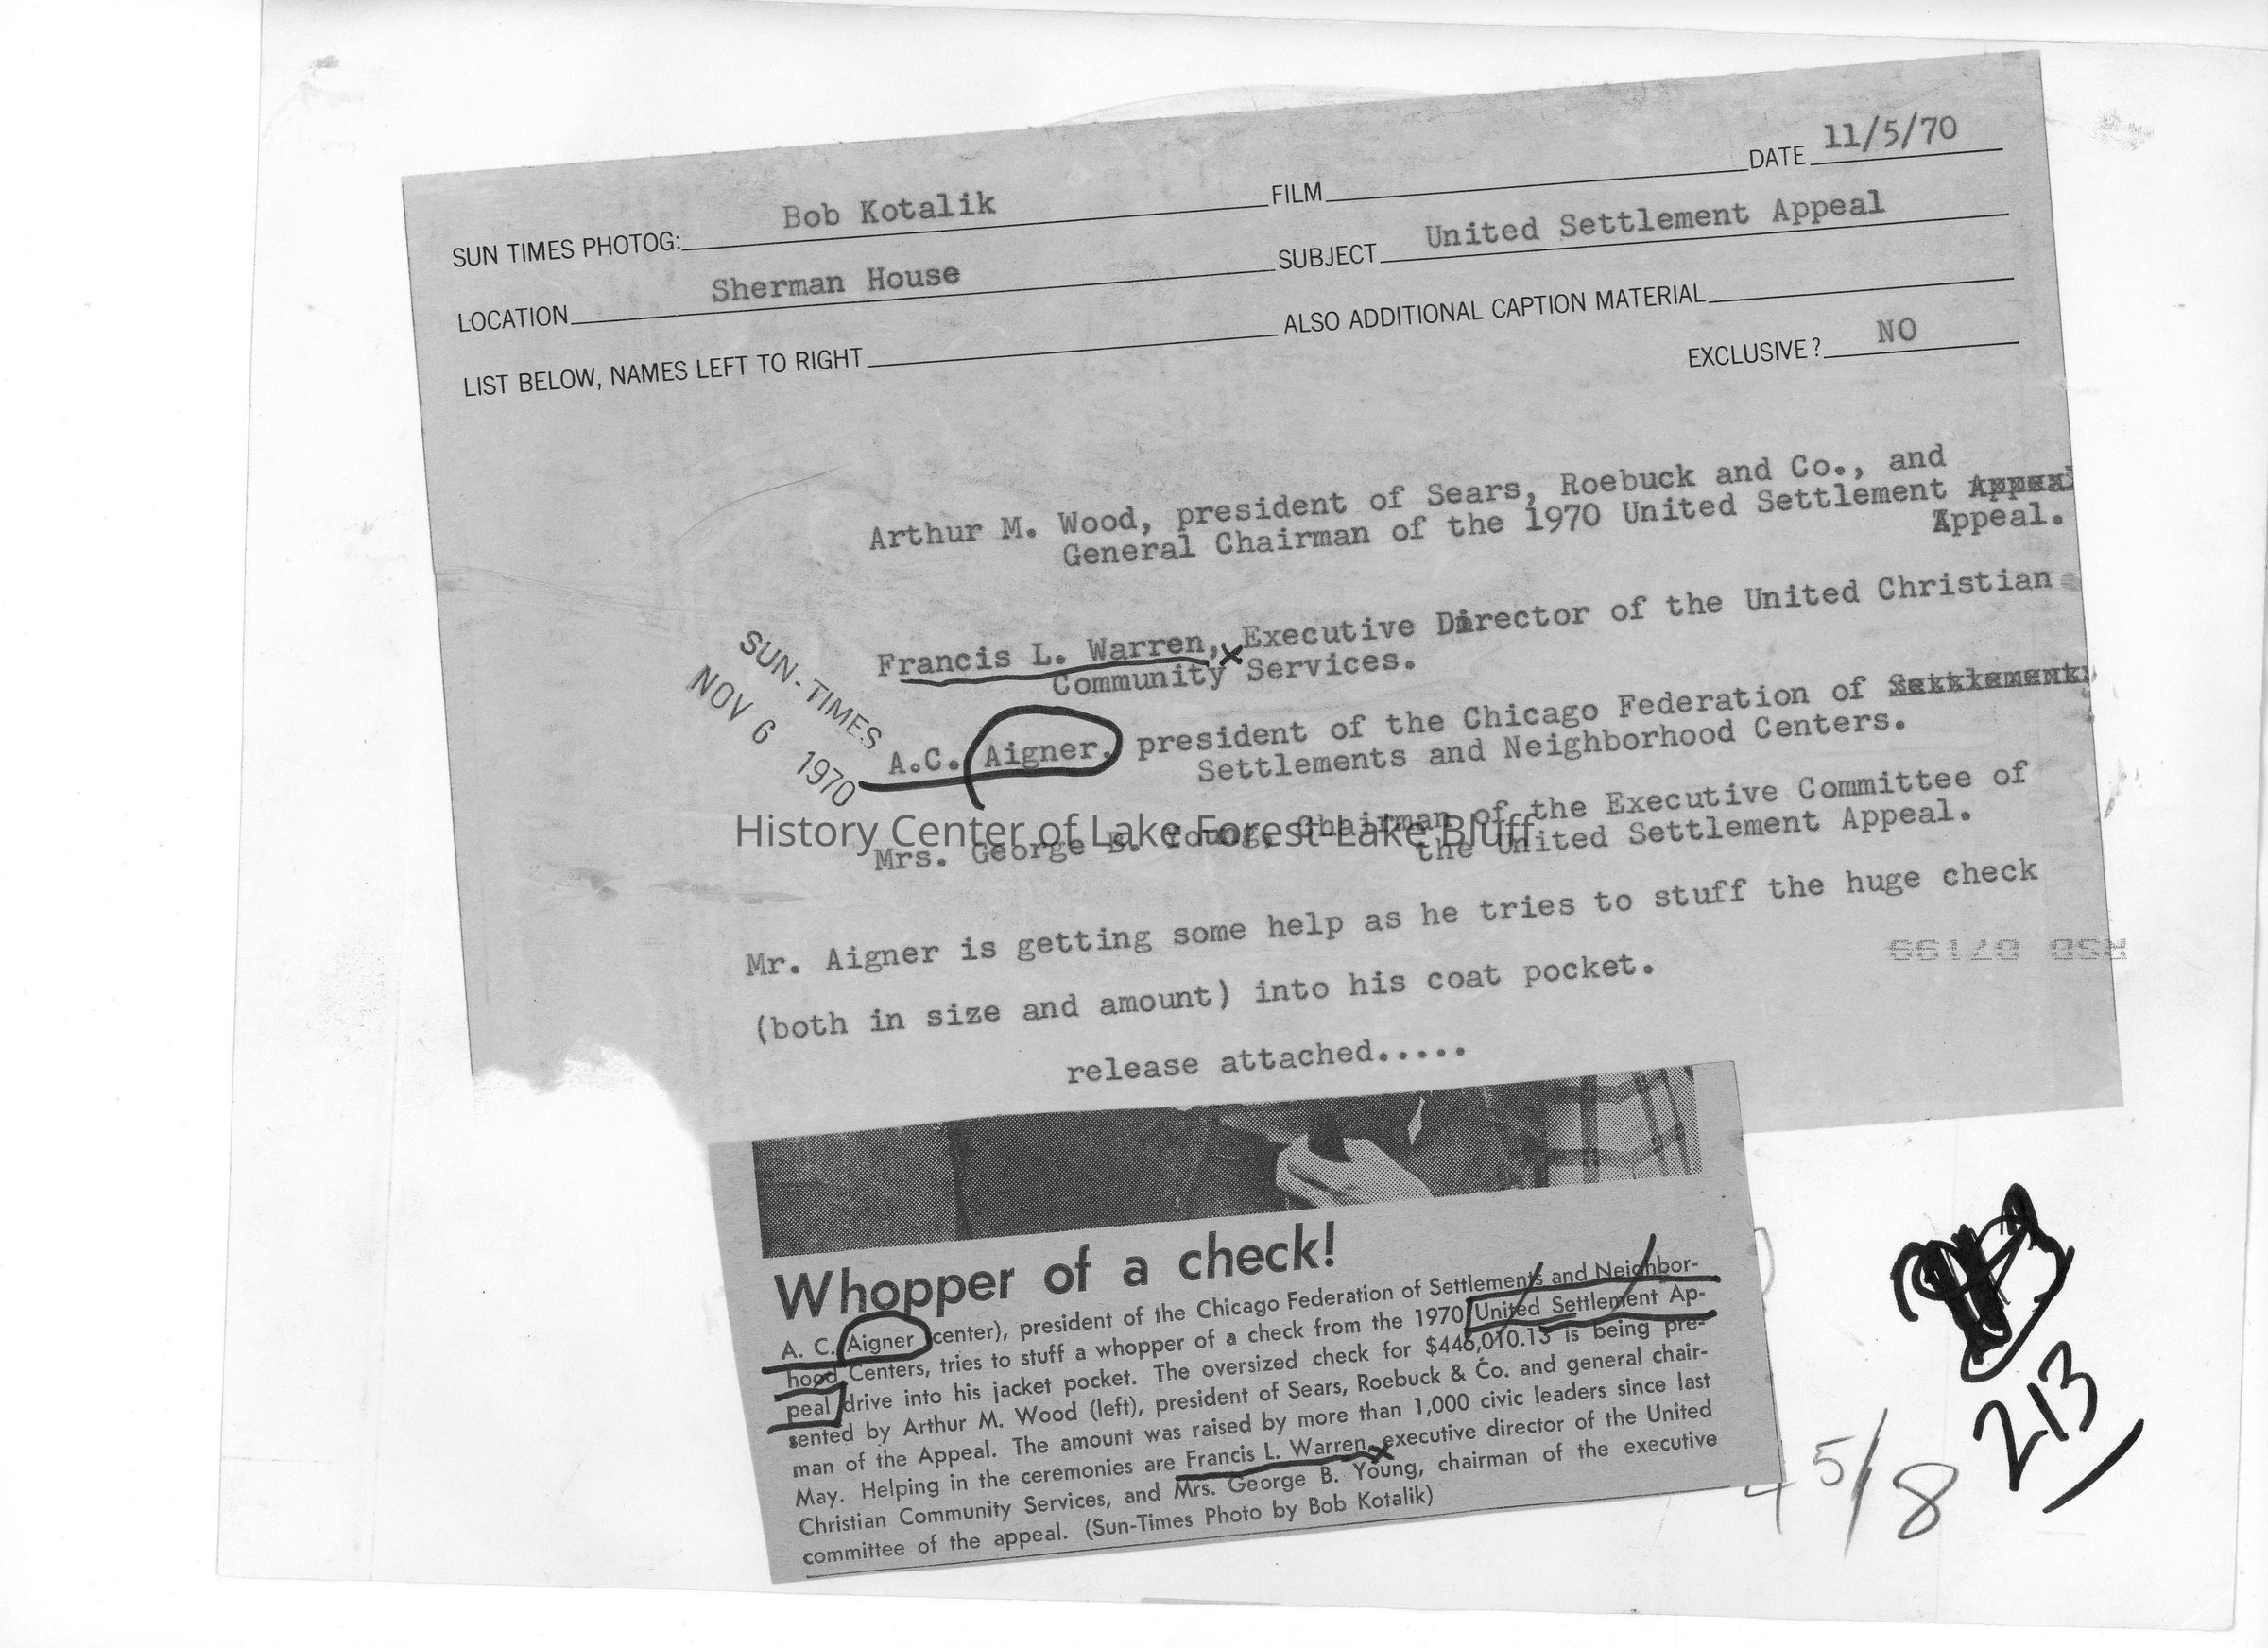 SUN TIMES PHOTOG: Bob Kotalik FILM DATE 11/5/70
LOCATION Sherman House SUBJECT United Settlement Appeal
LIST BELOW, NAMES LEFT TO RIGHT ALSO ADDITIONAL CAPTION MATERIAL
EXCLUSIVE? NO
Arthur M. Wood, president of Sears, Roebuck and Co., and
General Chairman of the 1970 United Settlement Appeal
Appeal.
Francis L. Warren, Executive Director of the United Christian
Community Services.
SUN-TIMES
NOV 6 1970
A.C. Aigner, president of the Chicago Federation of Settlements
Settlements and Neighborhood Centers.
History Center of Lake Forest-Lake Bluff
Mrs. George B. Young, Chairman of the Executive Committee of
the United Settlement Appeal.
Mr. Aigner is getting some help as he tries to stuff the huge check
(both in size and amount) into his coat pocket.
release attached.....
Whopper of a check!
A. C. Aigner (center), president of the Chicago Federation of Settlements and Neighbor-
hood Centers, tries to stuff a whopper of a check from the 1970 United Settlement Ap-
peal drive into his jacket pocket. The oversized check for $446,010.13 is being pre-
sented by Arthur M. Wood (left), president of Sears, Roebuck & Co. and general chair-
man of the Appeal. The amount was raised by more than 1,000 civic leaders since last
May. Helping in the ceremonies are Francis L. Warren, executive director of the United
Christian Community Services, and Mrs. George B. Young, chairman of the executive
committee of the appeal. (Sun-Times Photo by Bob Kotalik)
213
5/8